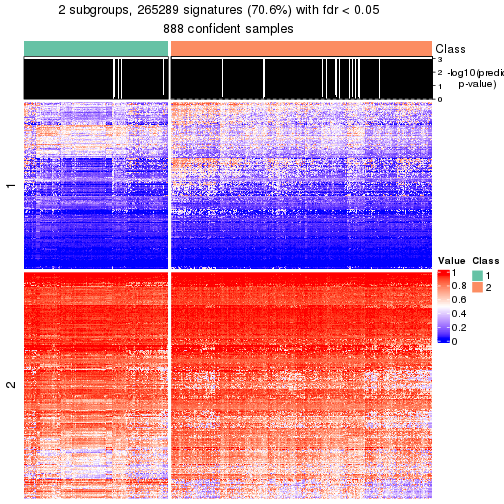 2 subgroups, 265289 signatures (70.6%) with fdr < 0.05
888 confident samples
Class
3
2
1
0
-log10(predi
p-value)
1
2
Value Class
1
0.8
0.6
0.4
0.2
0
1
2